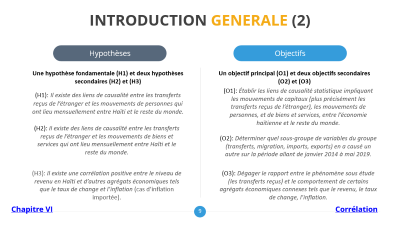 INTRODUCTION GENERALE (2)
Hypothèses
Une hypothèse fondamentale (H1) et deux hypothèses
secondaires (H2) et (H3)
(H1): Il existe des liens de causalité entre les transferts
reçus de l'étranger et les mouvements de personnes qui
ont lieu mensuellement entre Haïti et le reste du monde.
(H2): Il existe des liens de causalité entre les transferts
reçus de l'étranger et les mouvements de biens et
services qui ont lieu mensuellement entre Haïti et le
reste du monde.
(H3): Il existe une corrélation positive entre le niveau de
revenu en Haïti et d'autres agrégats économiques tels
que le taux de change et l'inflation (cas d'inflation
importée).
Objectifs
Un objectif principal (O1) et deux objectifs secondaires
(O2) et (O3)
(O1): Établir les liens de causalité statistique impliquant
les mouvements de capitaux (plus précisément les
transferts reçus de l'étranger), les mouvements de
personnes, et de biens et services, entre l'économie
haïtienne et le reste du monde.
(O2): Déterminer quel sous-groupe de variables du groupe
(transferts, migration, imports, exports) en a causé un
autre sur la période allant de janvier 2014 à mai 2019.
(O3): Dégager le rapport entre le phénomène sous étude
(les transferts reçus) et le comportement de certains
agrégats économiques connexes tels que le revenu, le taux
de change, l'inflation.
Chapitre VI
5
Corrélation